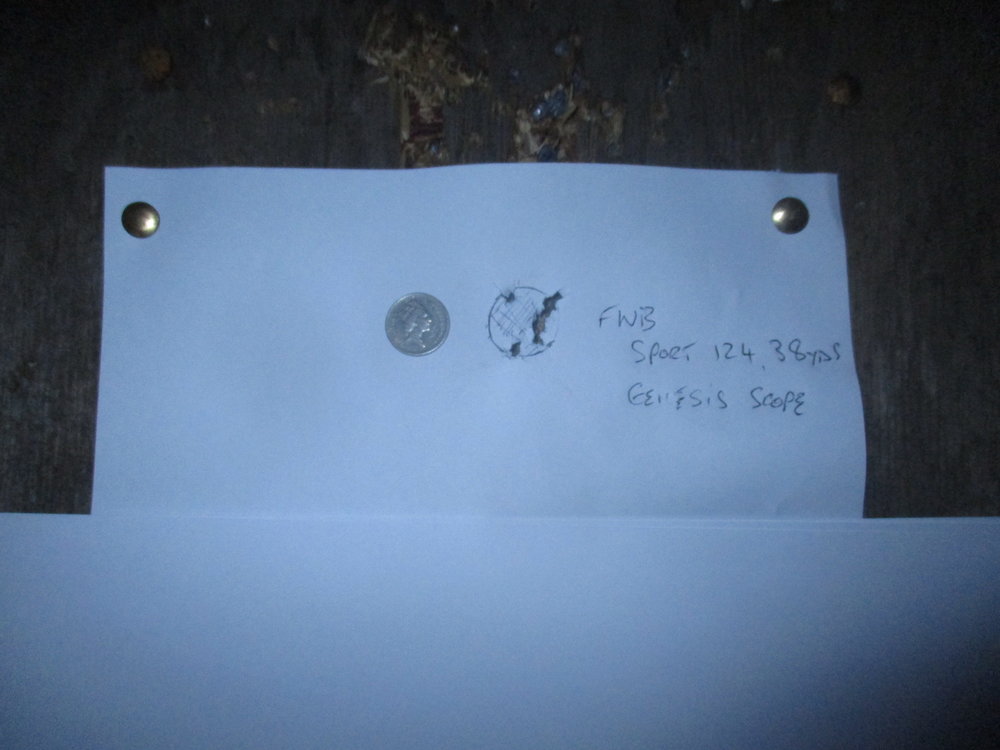 FWB
SPORT 124, 38YDS
GENESIS SCOPE